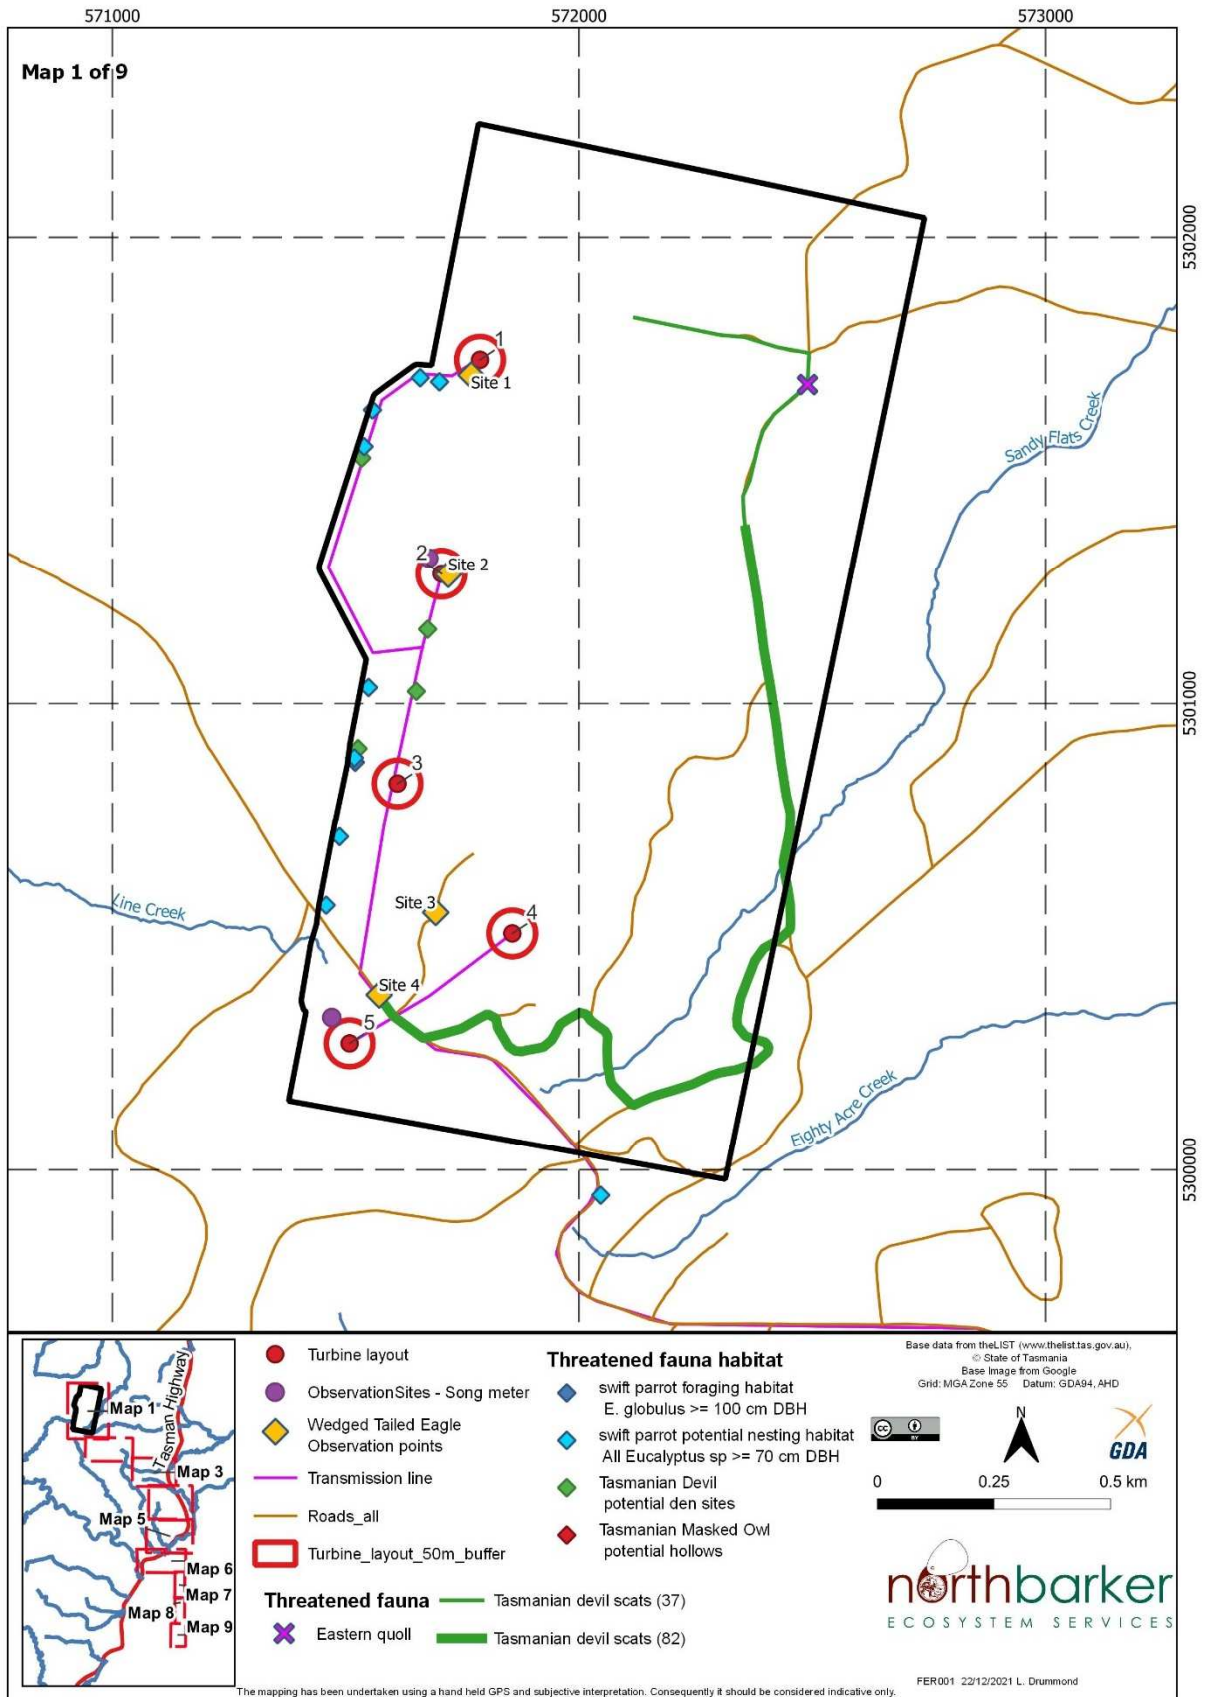 571000
572000
573000
Map 1 of 9
5302000
1
Site 1
Sandy Flats Creek
2
Site 2
5301000
3
Line Creek
Site 3
4
Site 4
5
Eighty Acre Creek
5300000
Tasman Highway
Map 1
Map 3
Map 5
Map 6
Map 7
Map 8
Map 9
Turbine layout
ObservationSites - Song meter
Wedged Tailed Eagle
Observation points
Transmission line
Roads_all
Turbine_layout_50m_buffer
Threatened fauna
Eastern quoll
Tasmanian devil scats (37)
Tasmanian devil scats (82)
Threatened fauna habitat
swift parrot foraging habitat
E. globulus >= 100 cm DBH
swift parrot potential nesting habitat
All Eucalyptus sp >= 70 cm DBH
Tasmanian Devil
potential den sites
Tasmanian Masked Owl
potential hollows
Base data from theLIST (www.thelist.tas.gov.au),
© State of Tasmania
Base Image from Google
Grid: MGA Zone 55 Datum: GDA94, AHD
CC
BY
N
GDA
0 0.25 0.5 km
northbarker
ECOSYSTEM SERVICES
FER001 22/12/2021 L. Drummond
The mapping has been undertaken using a hand held GPS and subjective interpretation. Consequently it should be considered indicative only.